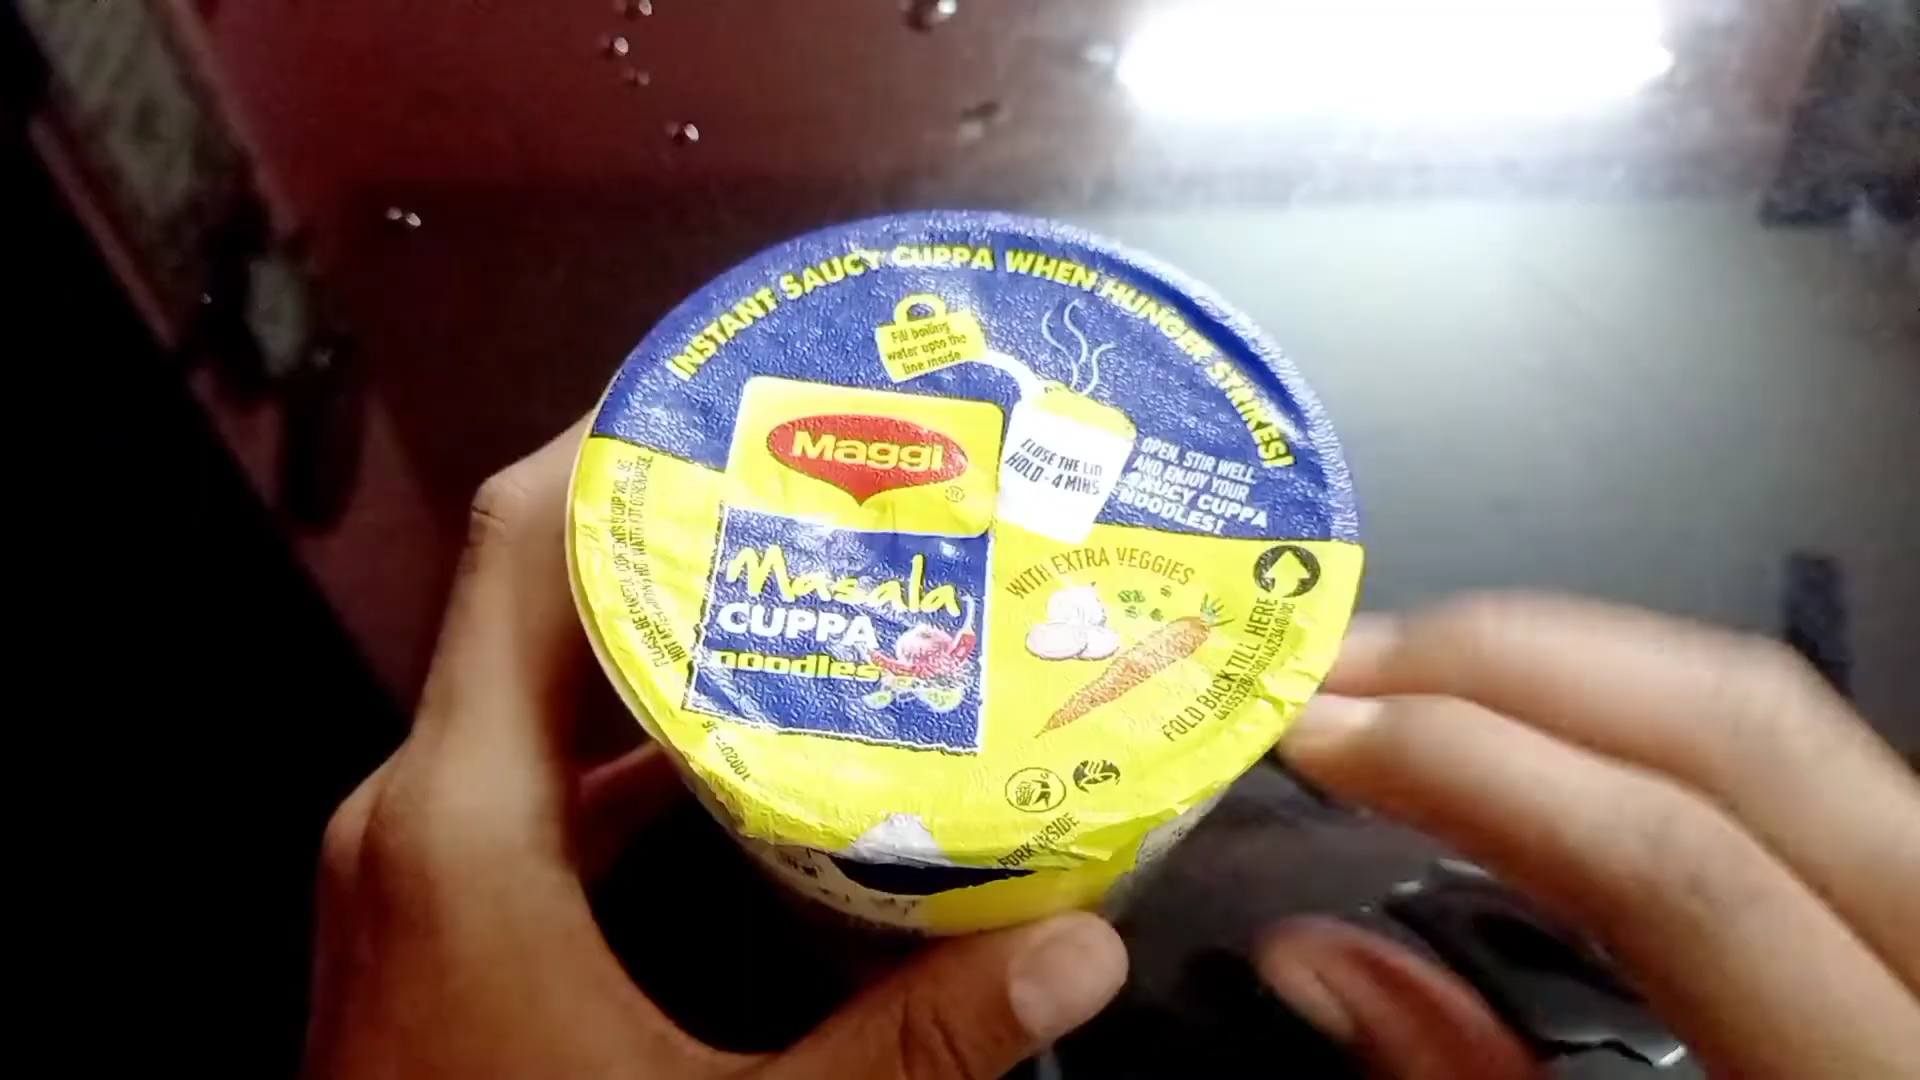 INSTANT SAUCY CUPPA WHEN HUNGER STRIKES!
Fill boiling
water upto the
line inside
CLOSE THE LID
HOLD - 4 MINS
OPEN, STIR WELL
AND ENJOY YOUR
SAUCY CUPPA
NOODLES!
Maggi
Masala
CUPPA
noodles
WITH EXTRA VEGGIES
FOLD BACK TILL HERE
FORK INSIDE